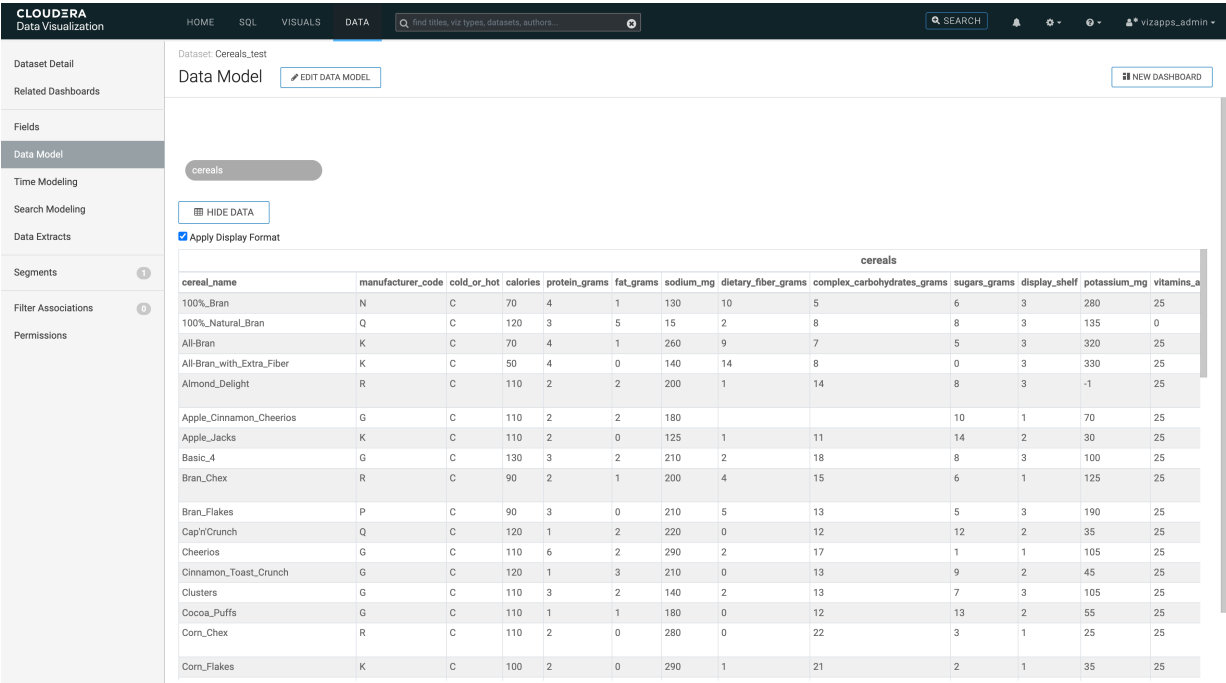 CLOUDERA
Data Visualization
HOME SQL VISUALS DATA find titles, viz types, datasets, authors... SEARCH vizapps_admin
Dataset Detail
Related Dashboards
Fields
Data Model
Time Modeling
Search Modeling
Data Extracts
Segments 1
Filter Associations 0
Permissions
Dataset: Cereals_test
Data Model EDIT DATA MODEL NEW DASHBOARD
cereals
HIDE DATA
Apply Display Format
cereals
cereal_name manufacturer_code cold_or_hot calories protein_grams fat_grams sodium_mg dietary_fiber_grams complex_carbohydrates_grams sugars_grams display_shelf potassium_mg vitamins_a
100%_Bran N C 70 4 1 130 10 5 6 3 280 25
100%_Natural_Bran Q C 120 3 5 15 2 8 8 3 135 0
All-Bran K C 70 4 1 260 9 7 5 3 320 25
All-Bran_with_Extra_Fiber K C 50 4 0 140 14 8 0 3 330 25
Almond_Delight R C 110 2 2 200 1 14 8 3 -1 25
Apple_Cinnamon_Cheerios G C 110 2 2 180 10 1 70 25
Apple_Jacks K C 110 2 0 125 1 11 14 2 30 25
Basic_4 G C 130 3 2 210 2 18 8 3 100 25
Bran_Chex R C 90 2 1 200 4 15 6 1 125 25
Bran_Flakes P C 90 3 0 210 5 13 5 3 190 25
Cap'n'Crunch Q C 120 1 2 220 0 12 12 2 35 25
Cheerios G C 110 6 2 290 2 17 1 1 105 25
Cinnamon_Toast_Crunch G C 120 1 3 210 0 13 9 2 45 25
Clusters G C 110 3 2 140 2 13 7 3 105 25
Cocoa_Puffs G C 110 1 1 180 0 12 13 2 55 25
Corn_Chex R C 110 2 0 280 0 22 3 1 25 25
Corn_Flakes K C 100 2 0 290 1 21 2 1 35 25